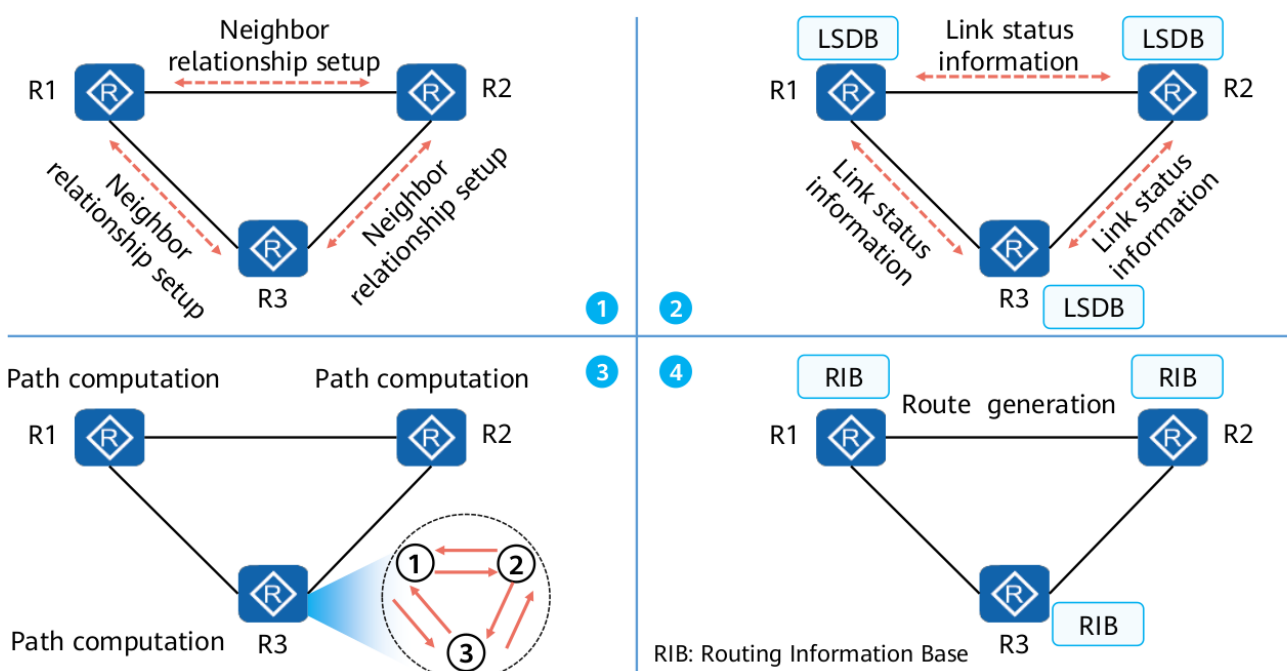 Neighbor
relationship setup
R1
R
R
R2
Neighbor
relationship setup
Neighbor
relationship setup
R
R3
1
LSDB
Link status
information
LSDB
R1
R
R
R2
Link status
information
Link status
information
R
R3
LSDB
2
3
Path computation
Path computation
R1
R
R
R2
R
R3
Path computation
1
2
3
4
RIB
Route generation
RIB
R1
R
R
R2
R
R3
RIB
RIB: Routing Information Base